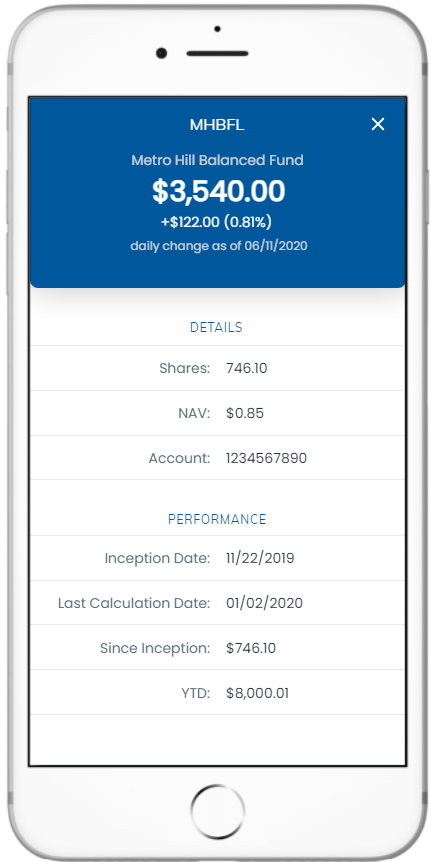 MHBFL
Metro Hill Balanced Fund
$3,540.00
+$122.00 (0.81%)
daily change as of 06/11/2020
DETAILS
Shares: 746.10
NAV: $0.85
Account: 1234567890
PERFORMANCE
Inception Date: 11/22/2019
Last Calculation Date: 01/02/2020
Since Inception: $746.10
YTD: $8,000.01